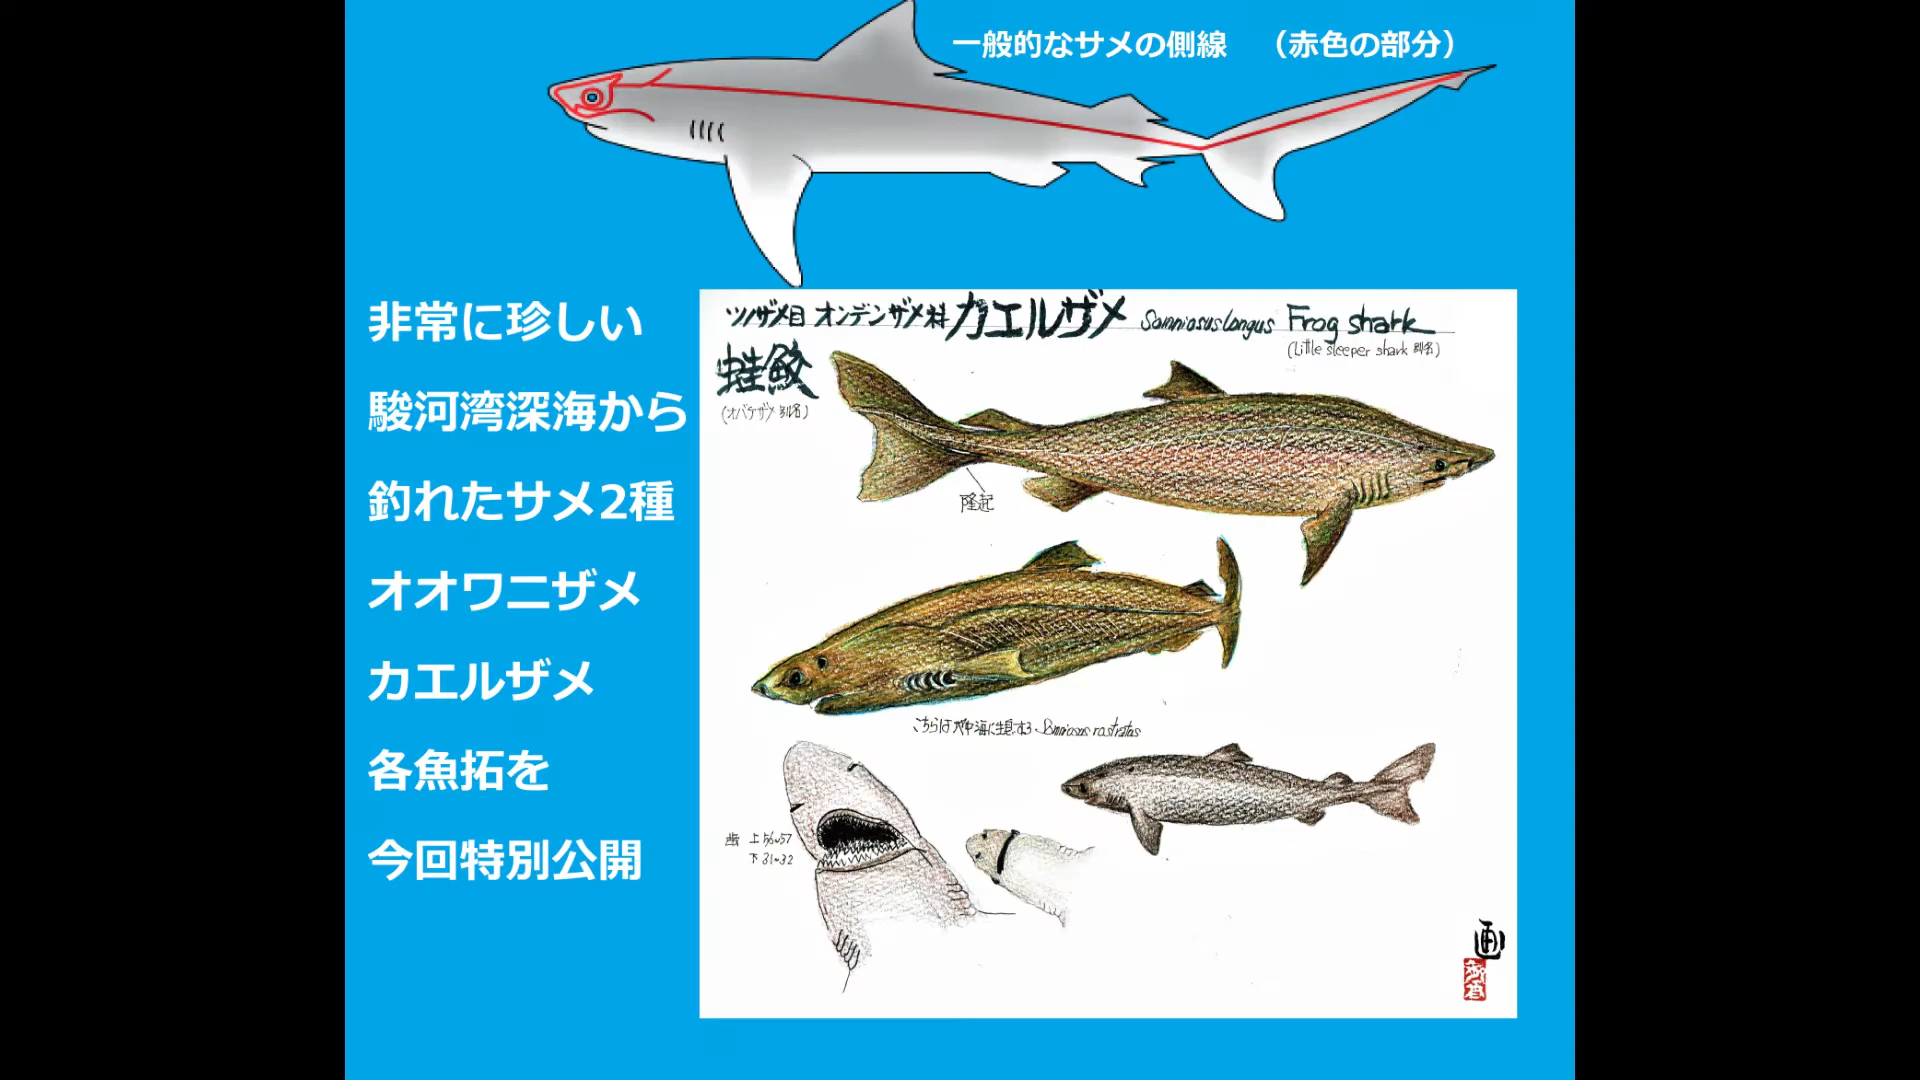 一般的なサメの側線 （赤色の部分）
非常に珍しい
駿河湾深海から
釣れたサメ2種
オオワニザメ
カエルザメ
各魚拓を
今回特別公開
ツノザメ目 オンデンザメ科 カエルザメ Somniosus longus Frog shark
(Little sleeper shark 別名)
蛙鮫
(オバケザメ 別名)
隆起
こちらは地中海に生息する Somniosus rostratus
歯 上56~57
下31~32
画